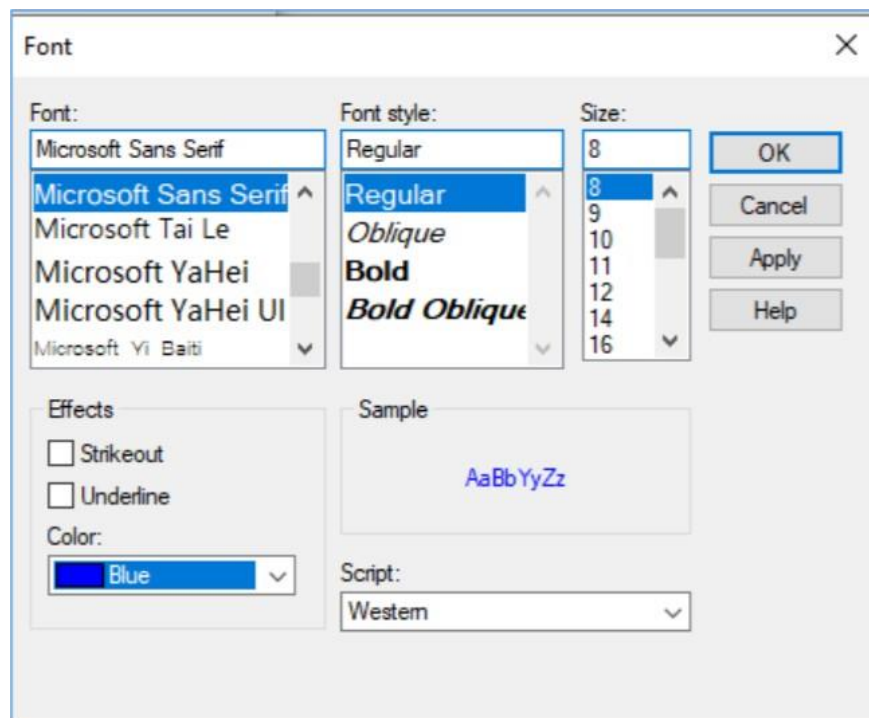 Font
Font:
Microsoft Sans Serif
Microsoft Sans Serif
Microsoft Tai Le
Microsoft YaHei
Microsoft YaHei UI
Microsoft Yi Baiti
Font style:
Regular
Regular
Oblique
Bold
Bold Oblique
Size:
8
8
9
10
11
12
14
16
OK
Cancel
Apply
Help
Effects
Strikeout
Underline
Color:
Blue
Sample
AaBbYyZz
Script:
Western